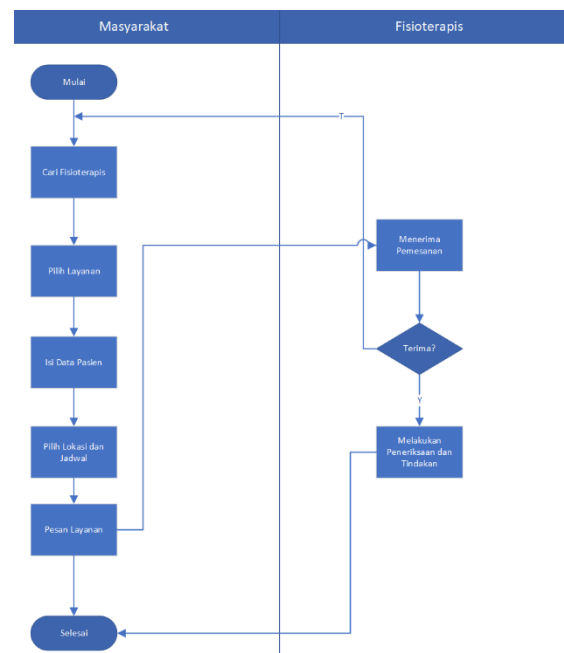 Masyarakat
Fisioterapis
Mulai
T
Cari Fisioterapis
Menerima
Pemesanan
Pilih Layanan
Terima?
Isi Data Pasien
Y
Pilih Lokasi dan
Jadwal
Melakukan
Peneriksaan dan
Tindakan
Pesan Layanan
Selesai